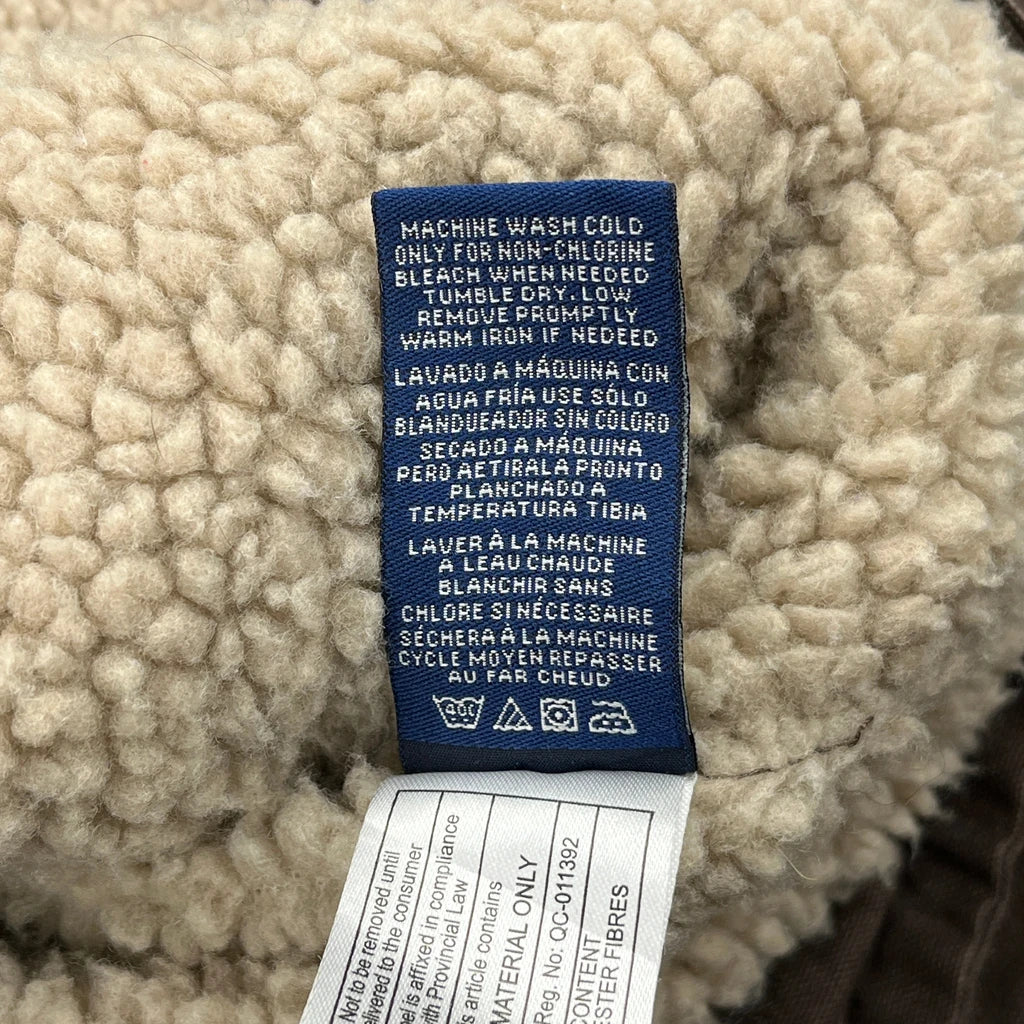 MACHINE WASH COLD
ONLY FOR NON-CHLORINE
BLEACH WHEN NEEDED
TUMBLE DRY. LOW
REMOVE PROMPTLY
WARM IRON IF NEDEED
LAVADO A MÁQUINA CON
AGUA FRÍA USE SÓLO
BLANDUEADOR SIN COLORO
SECADO A MÁQUINA
PERO AETIRALA PRONTO
PLANCHADO A
TEMPERATURA TIBIA
LAVER À LA MACHINE
A LEAU CHAUDE
BLANCHIR SANS
CHLORE SI NÉCESSAIRE
SÉCHERA À LA MACHINE
CYCLE MOYEN REPASSER
AU FAR CHEUD
Not to be removed until
delivered to the consumer
el is affixed in compliance
with Provincial Law
is article contains
MATERIAL ONLY
Reg. No: QC-011392
CONTENT
ESTER FIBRES